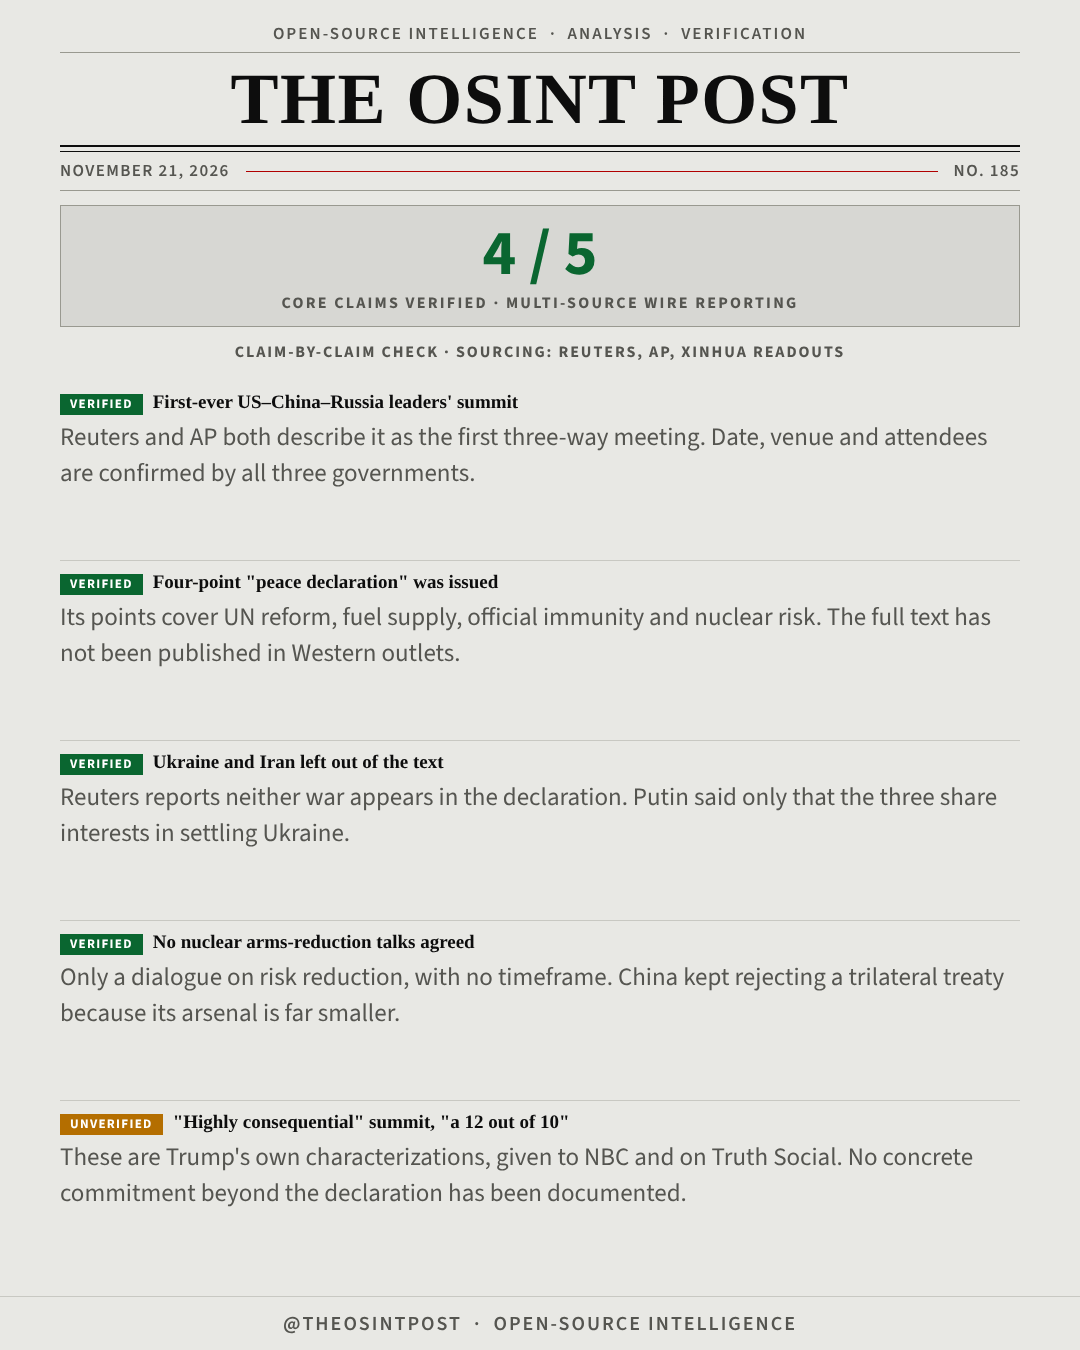 OPEN-SOURCE INTELLIGENCE · ANALYSIS · VERIFICATION
THE OSINT POST
NOVEMBER 21, 2026 NO. 185
4 / 5
CORE CLAIMS VERIFIED · MULTI-SOURCE WIRE REPORTING
CLAIM-BY-CLAIM CHECK · SOURCING: REUTERS, AP, XINHUA READOUTS
VERIFIED First-ever US–China–Russia leaders' summit
Reuters and AP both describe it as the first three-way meeting. Date, venue and attendees
are confirmed by all three governments.
VERIFIED Four-point "peace declaration" was issued
Its points cover UN reform, fuel supply, official immunity and nuclear risk. The full text has
not been published in Western outlets.
VERIFIED Ukraine and Iran left out of the text
Reuters reports neither war appears in the declaration. Putin said only that the three share
interests in settling Ukraine.
VERIFIED No nuclear arms-reduction talks agreed
Only a dialogue on risk reduction, with no timeframe. China kept rejecting a trilateral treaty
because its arsenal is far smaller.
UNVERIFIED "Highly consequential" summit, "a 12 out of 10"
These are Trump's own characterizations, given to NBC and on Truth Social. No concrete
commitment beyond the declaration has been documented.
@THEOSINTPOST · OPEN-SOURCE INTELLIGENCE